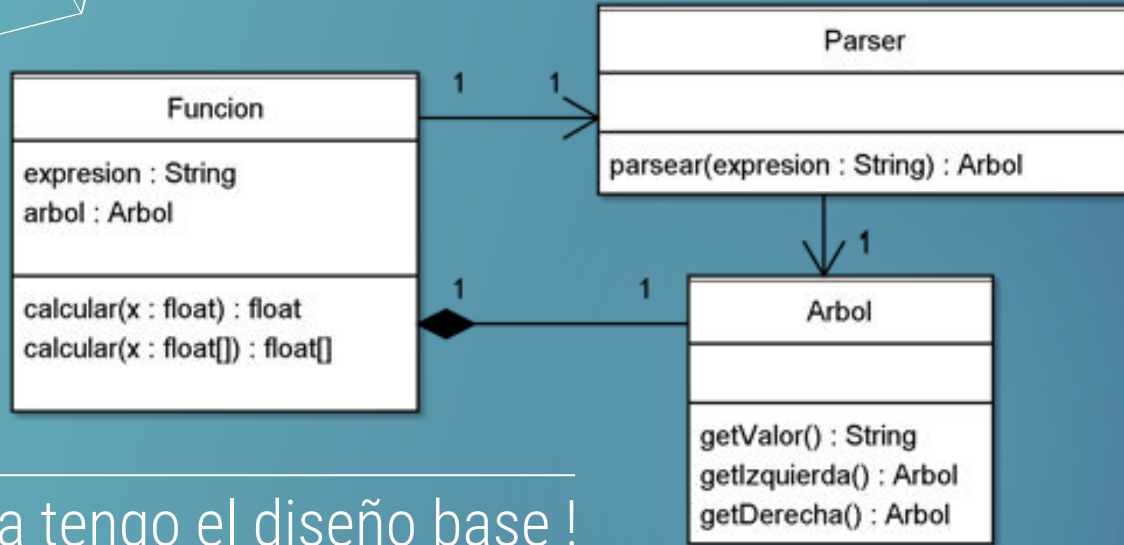 Funcion
expresion : String
arbol : Arbol
calcular(x : float) : float
calcular(x : float[]) : float[]
1
1
Parser
parsear(expresion : String) : Arbol
1
1
1
Arbol
getValor() : String
getIzquierda() : Arbol
getDerecha() : Arbol
a tengo el diseño base !